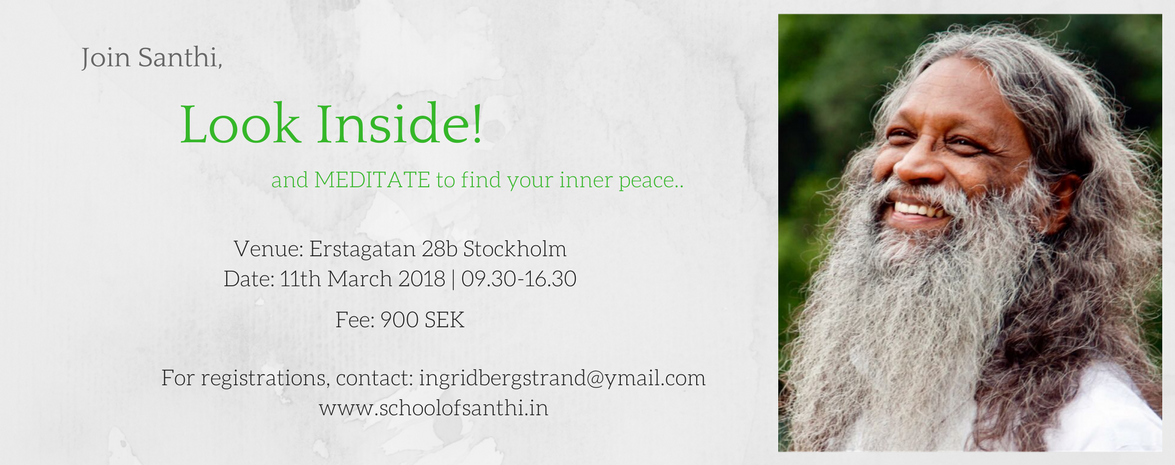 Join Santhi,
Look Inside!
and MEDITATE to find your inner peace..
Venue: Erstagatan 28b Stockholm
Date: 11th March 2018 | 09.30-16.30
Fee: 900 SEK
For registrations, contact: ingridbergstrand@ymail.com
www.schoolofsanthi.in